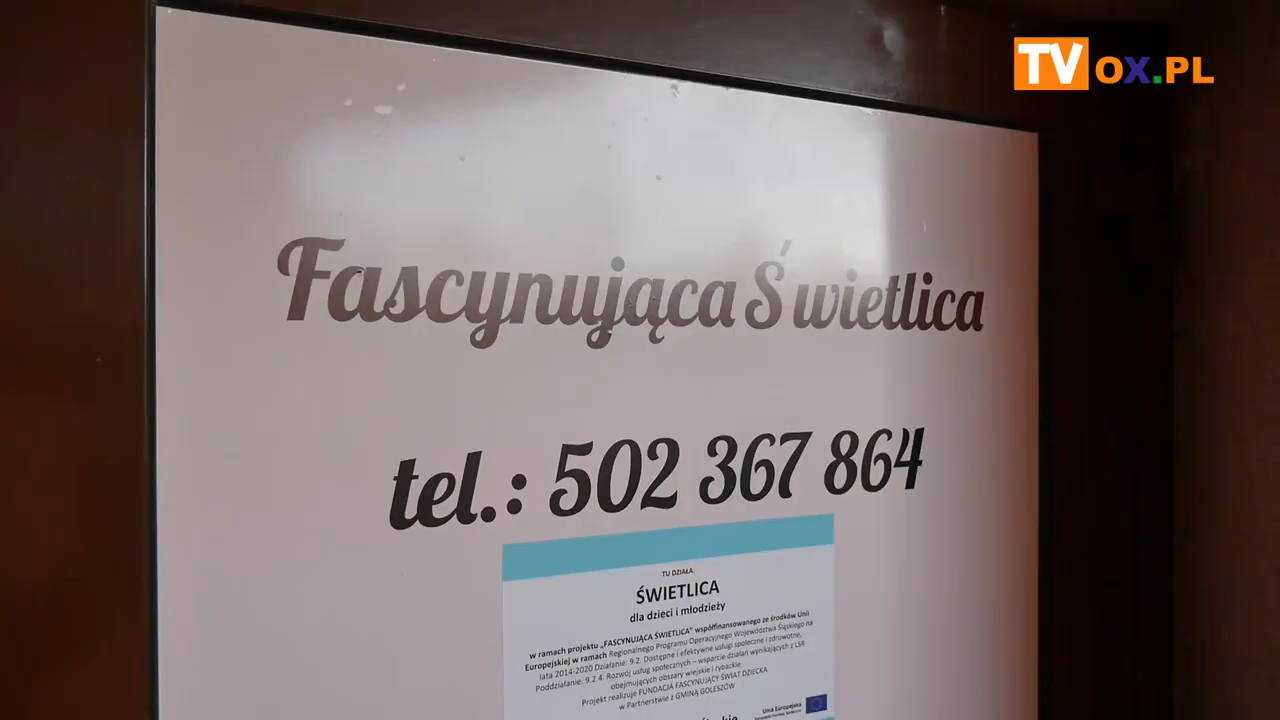 TVOX.PL
Fascynująca Świetlica
tel.: 502 367 864
TU DZIAŁA:
ŚWIETLICA
dla dzieci i młodzieży
w ramach projektu „FASCYNUJĄCA ŚWIETLICA" współfinansowanego ze środków Unii
Europejskiej w ramach Regionalnego Programu Operacyjnego Województwa Śląskiego na
lata 2014-2020 Działanie: 9.2. Dostępne i efektywne usługi społeczne i zdrowotne,
Poddziałanie: 9.2.4. Rozwój usług społecznych – wsparcie działań wynikających z LSR
obejmujących obszary wiejskie i rybackie
Projekt realizuje FUNDACJA FASCYNUJĄCY ŚWIAT DZIECKA
w Partnerstwie z GMINĄ GOLESZÓW
Unia Europejska